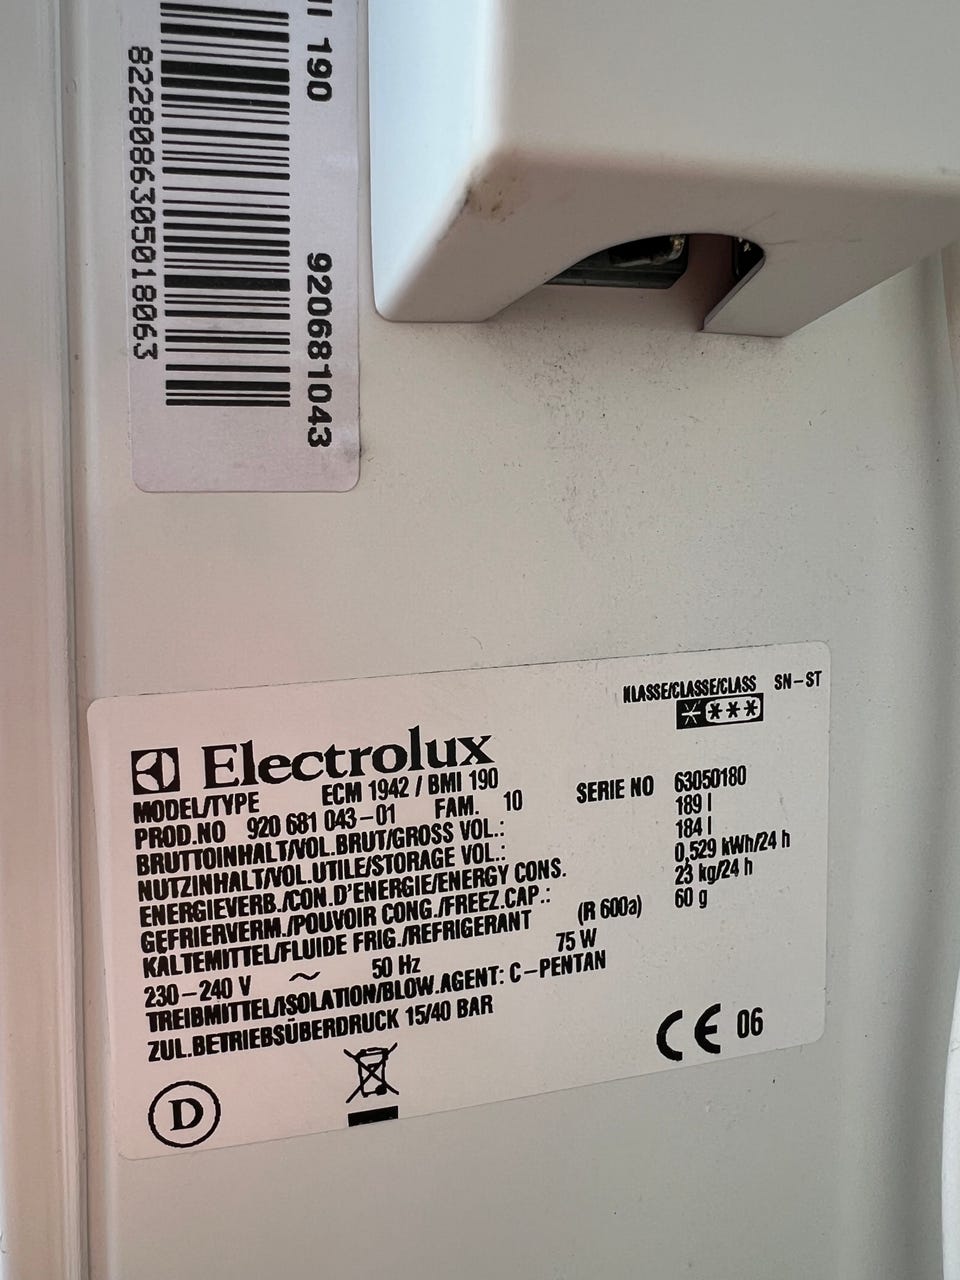 II 190
920681043
8228086305018063
KLASSE/CLASSE/CLASS SN-ST
Electrolux
MODEL/TYPE ECM 1942 / BMI 190
PROD.NO 920 681 043-01 FAM. 10 SERIE NO 63050180
BRUTTOINHALT/VOL.BRUT/GROSS VOL.: 189 l
NUTZINHALT/VOL.UTILE/STORAGE VOL.: 184 l
ENERGIEVERB./CON.D'ENERGIE/ENERGY CONS. 0,529 kWh/24 h
GEFRIERVERM./POUVOIR CONG./FREEZ.CAP.: 23 kg/24 h
KÄLTEMITTEL/FLUIDE FRIG./REFRIGERANT (R 600a) 60 g
230-240 V ~ 50 Hz 75 W
TREIBMITTEL/ISOLATION/BLOW.AGENT: C-PENTAN
ZUL.BETRIEBSÜBERDRUCK 15/40 BAR
CE 06
D